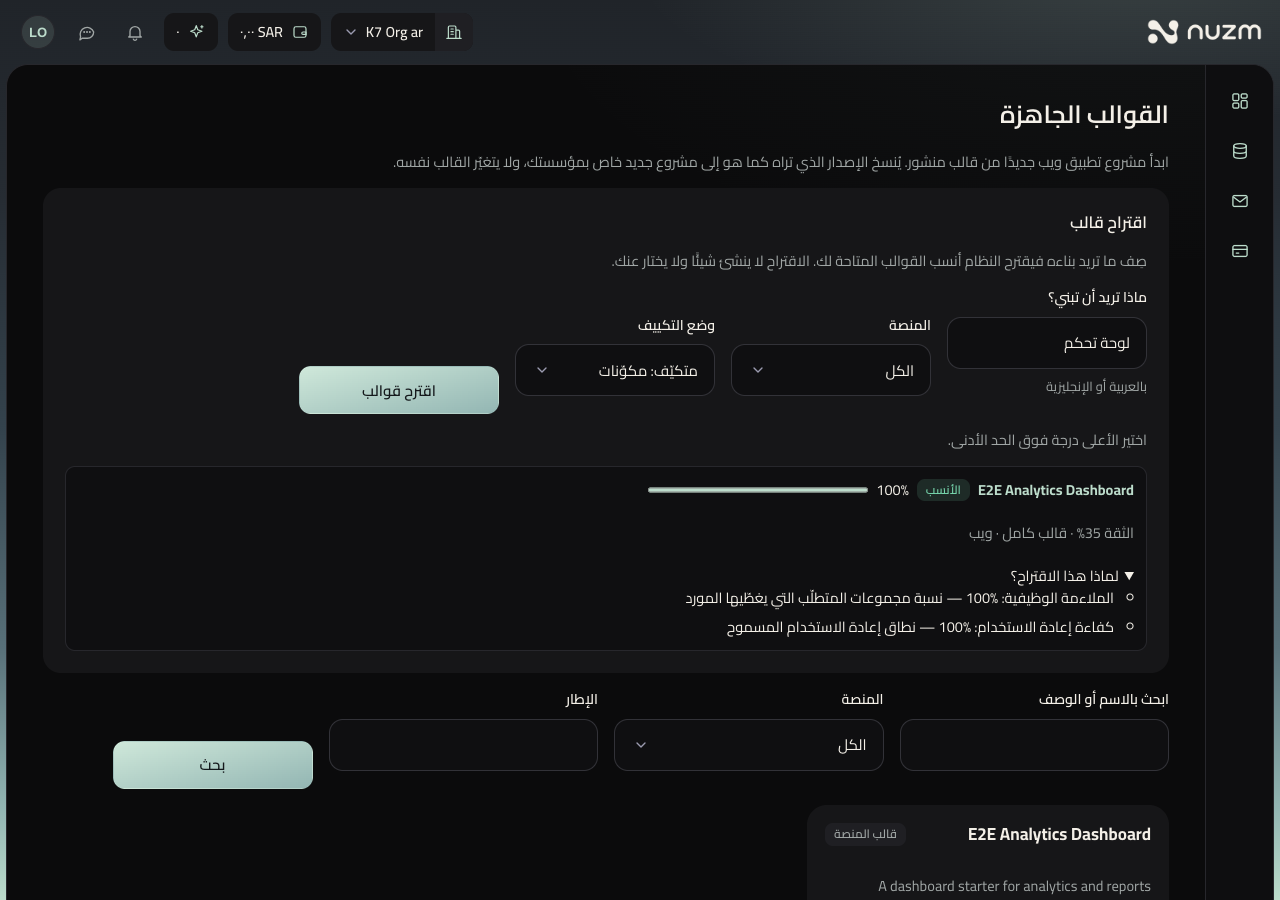 nuzm
K7 Org ar
٠,٠٠ SAR
٠
LO
القوالب الجاهزة
ابدأ مشروع تطبيق ويب جديدًا من قالب منشور. يُنسخ الإصدار الذي تراه كما هو إلى مشروع جديد خاص بمؤسستك، ولا يتغيّر القالب نفسه.
اقتراح قالب
صِف ما تريد بناءه فيقترح النظام أنسب القوالب المتاحة لك. الاقتراح لا ينشئ شيئًا ولا يختار عنك.
ماذا تريد أن تبني؟
لوحة تحكم
بالعربية أو الإنجليزية
المنصة
الكل
وضع التكييف
متكيّف: مكوّنات
اقترح قوالب
اختير الأعلى درجة فوق الحد الأدنى.
E2E Analytics Dashboard الأنسب 100%
الثقة 35% · قالب كامل · ويب
لماذا هذا الاقتراح؟
الملاءمة الوظيفية: 100% — نسبة مجموعات المتطلّب التي يغطّيها المورد
كفاءة إعادة الاستخدام: 100% — نطاق إعادة الاستخدام المسموح
ابحث بالاسم أو الوصف
المنصة
الكل
الإطار
بحث
E2E Analytics Dashboard
قالب المنصة
A dashboard starter for analytics and reports